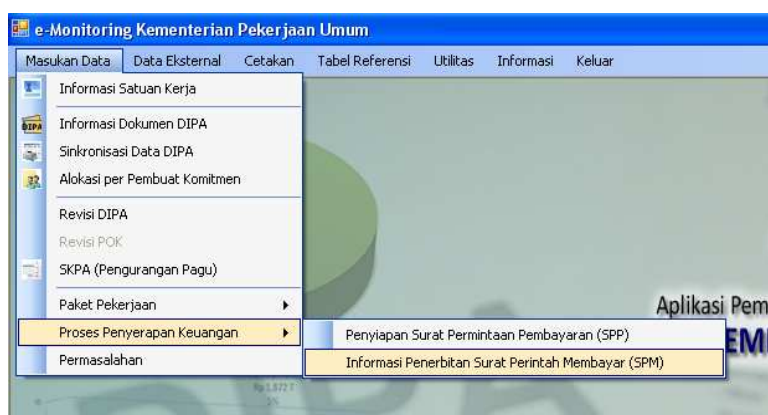 e-Monitoring Kementerian Pekerjaan Umum
Masukan Data Data Eksternal Cetakan Tabel Referensi Utilitas Informasi Keluar
Informasi Satuan Kerja
DIPA Informasi Dokumen DIPA
Sinkronisasi Data DIPA
Alokasi per Pembuat Komitmen
Revisi DIPA
Revisi POK
SKPA (Pengurangan Pagu)
Paket Pekerjaan
Proses Penyerapan Keuangan
Permasalahan
Penyiapan Surat Permintaan Pembayaran (SPP)
Informasi Penerbitan Surat Perintah Membayar (SPM)
Aplikasi Pem
EM